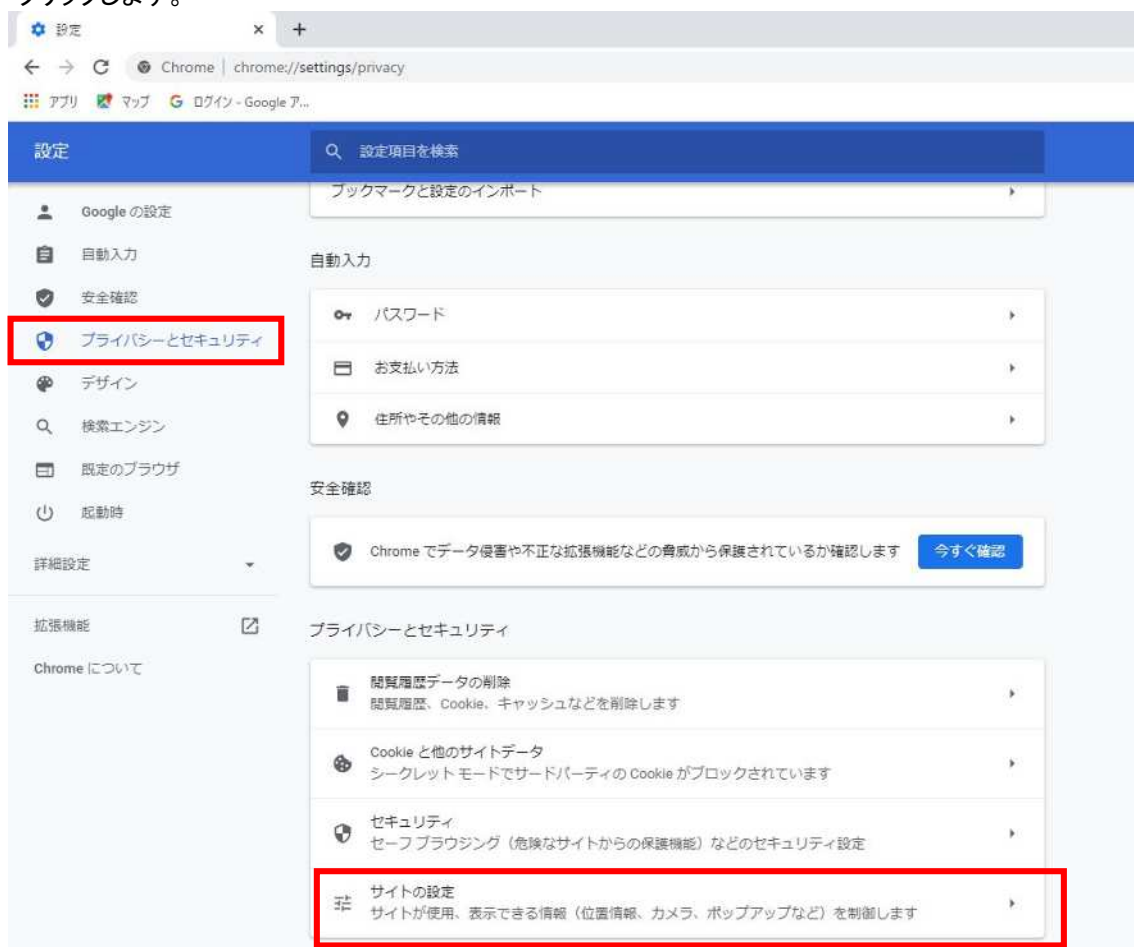 クリックします。
設定
Chrome | chrome://settings/privacy
アプリ マップ ログイン - Google ア...
設定
設定項目を検索
Google の設定
自動入力
安全確認
プライバシーとセキュリティ
デザイン
検索エンジン
既定のブラウザ
起動時
詳細設定
拡張機能
Chrome について
ブックマークと設定のインポート
自動入力
パスワード
お支払い方法
住所やその他の情報
安全確認
Chrome でデータ侵害や不正な拡張機能などの脅威から保護されているか確認します
今すぐ確認
プライバシーとセキュリティ
閲覧履歴データの削除
閲覧履歴、Cookie、キャッシュなどを削除します
Cookie と他のサイトデータ
シークレット モードでサードパーティの Cookie がブロックされています
セキュリティ
セーフ ブラウジング（危険なサイトからの保護機能）などのセキュリティ設定
サイトの設定
サイトが使用、表示できる情報（位置情報、カメラ、ポップアップなど）を制御します